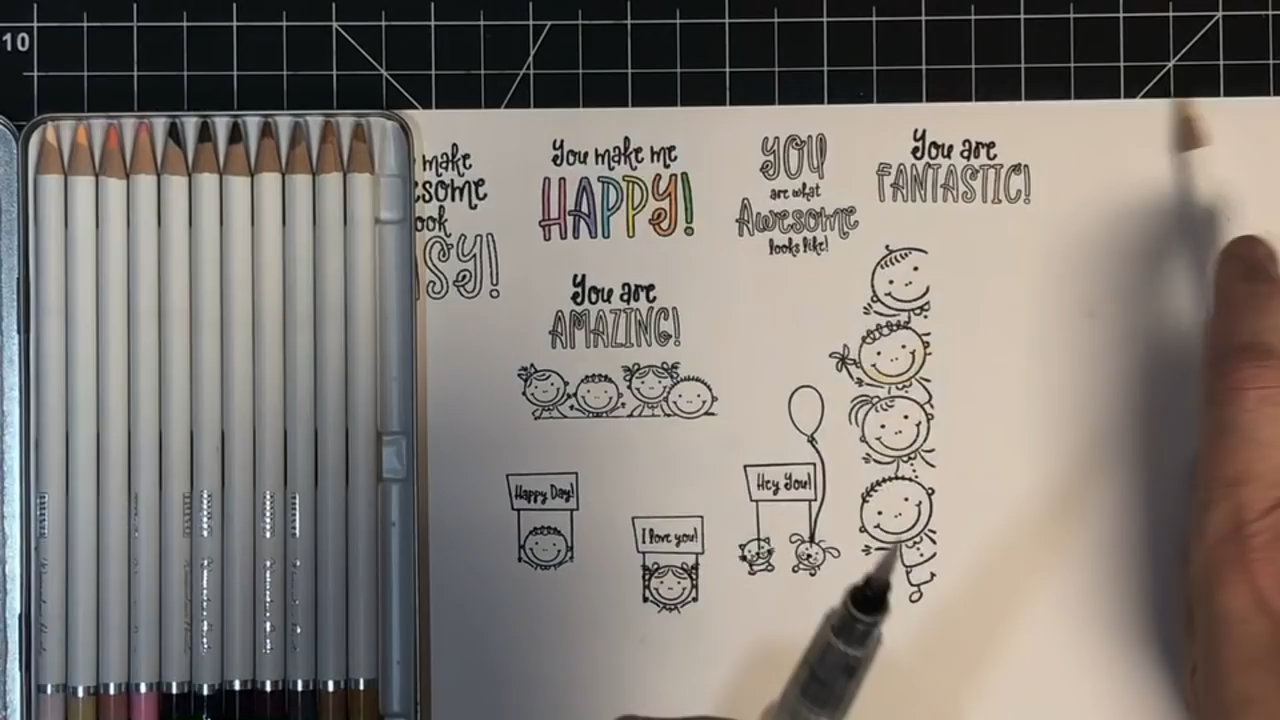 10
make
You make me
HAPPY!
YOU
are what
Awesome
looks like!
You are
FANTASTIC!
You are
AMAZING!
Happy Day!
I love you!
Hey You!